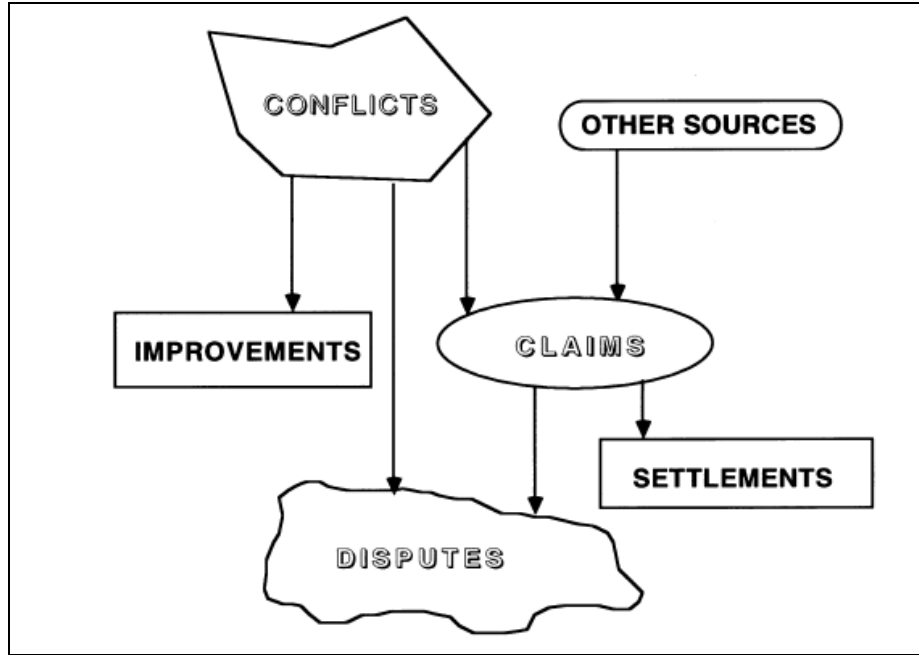 CONFLICTS
OTHER SOURCES
IMPROVEMENTS
CLAIMS
SETTLEMENTS
DISPUTES